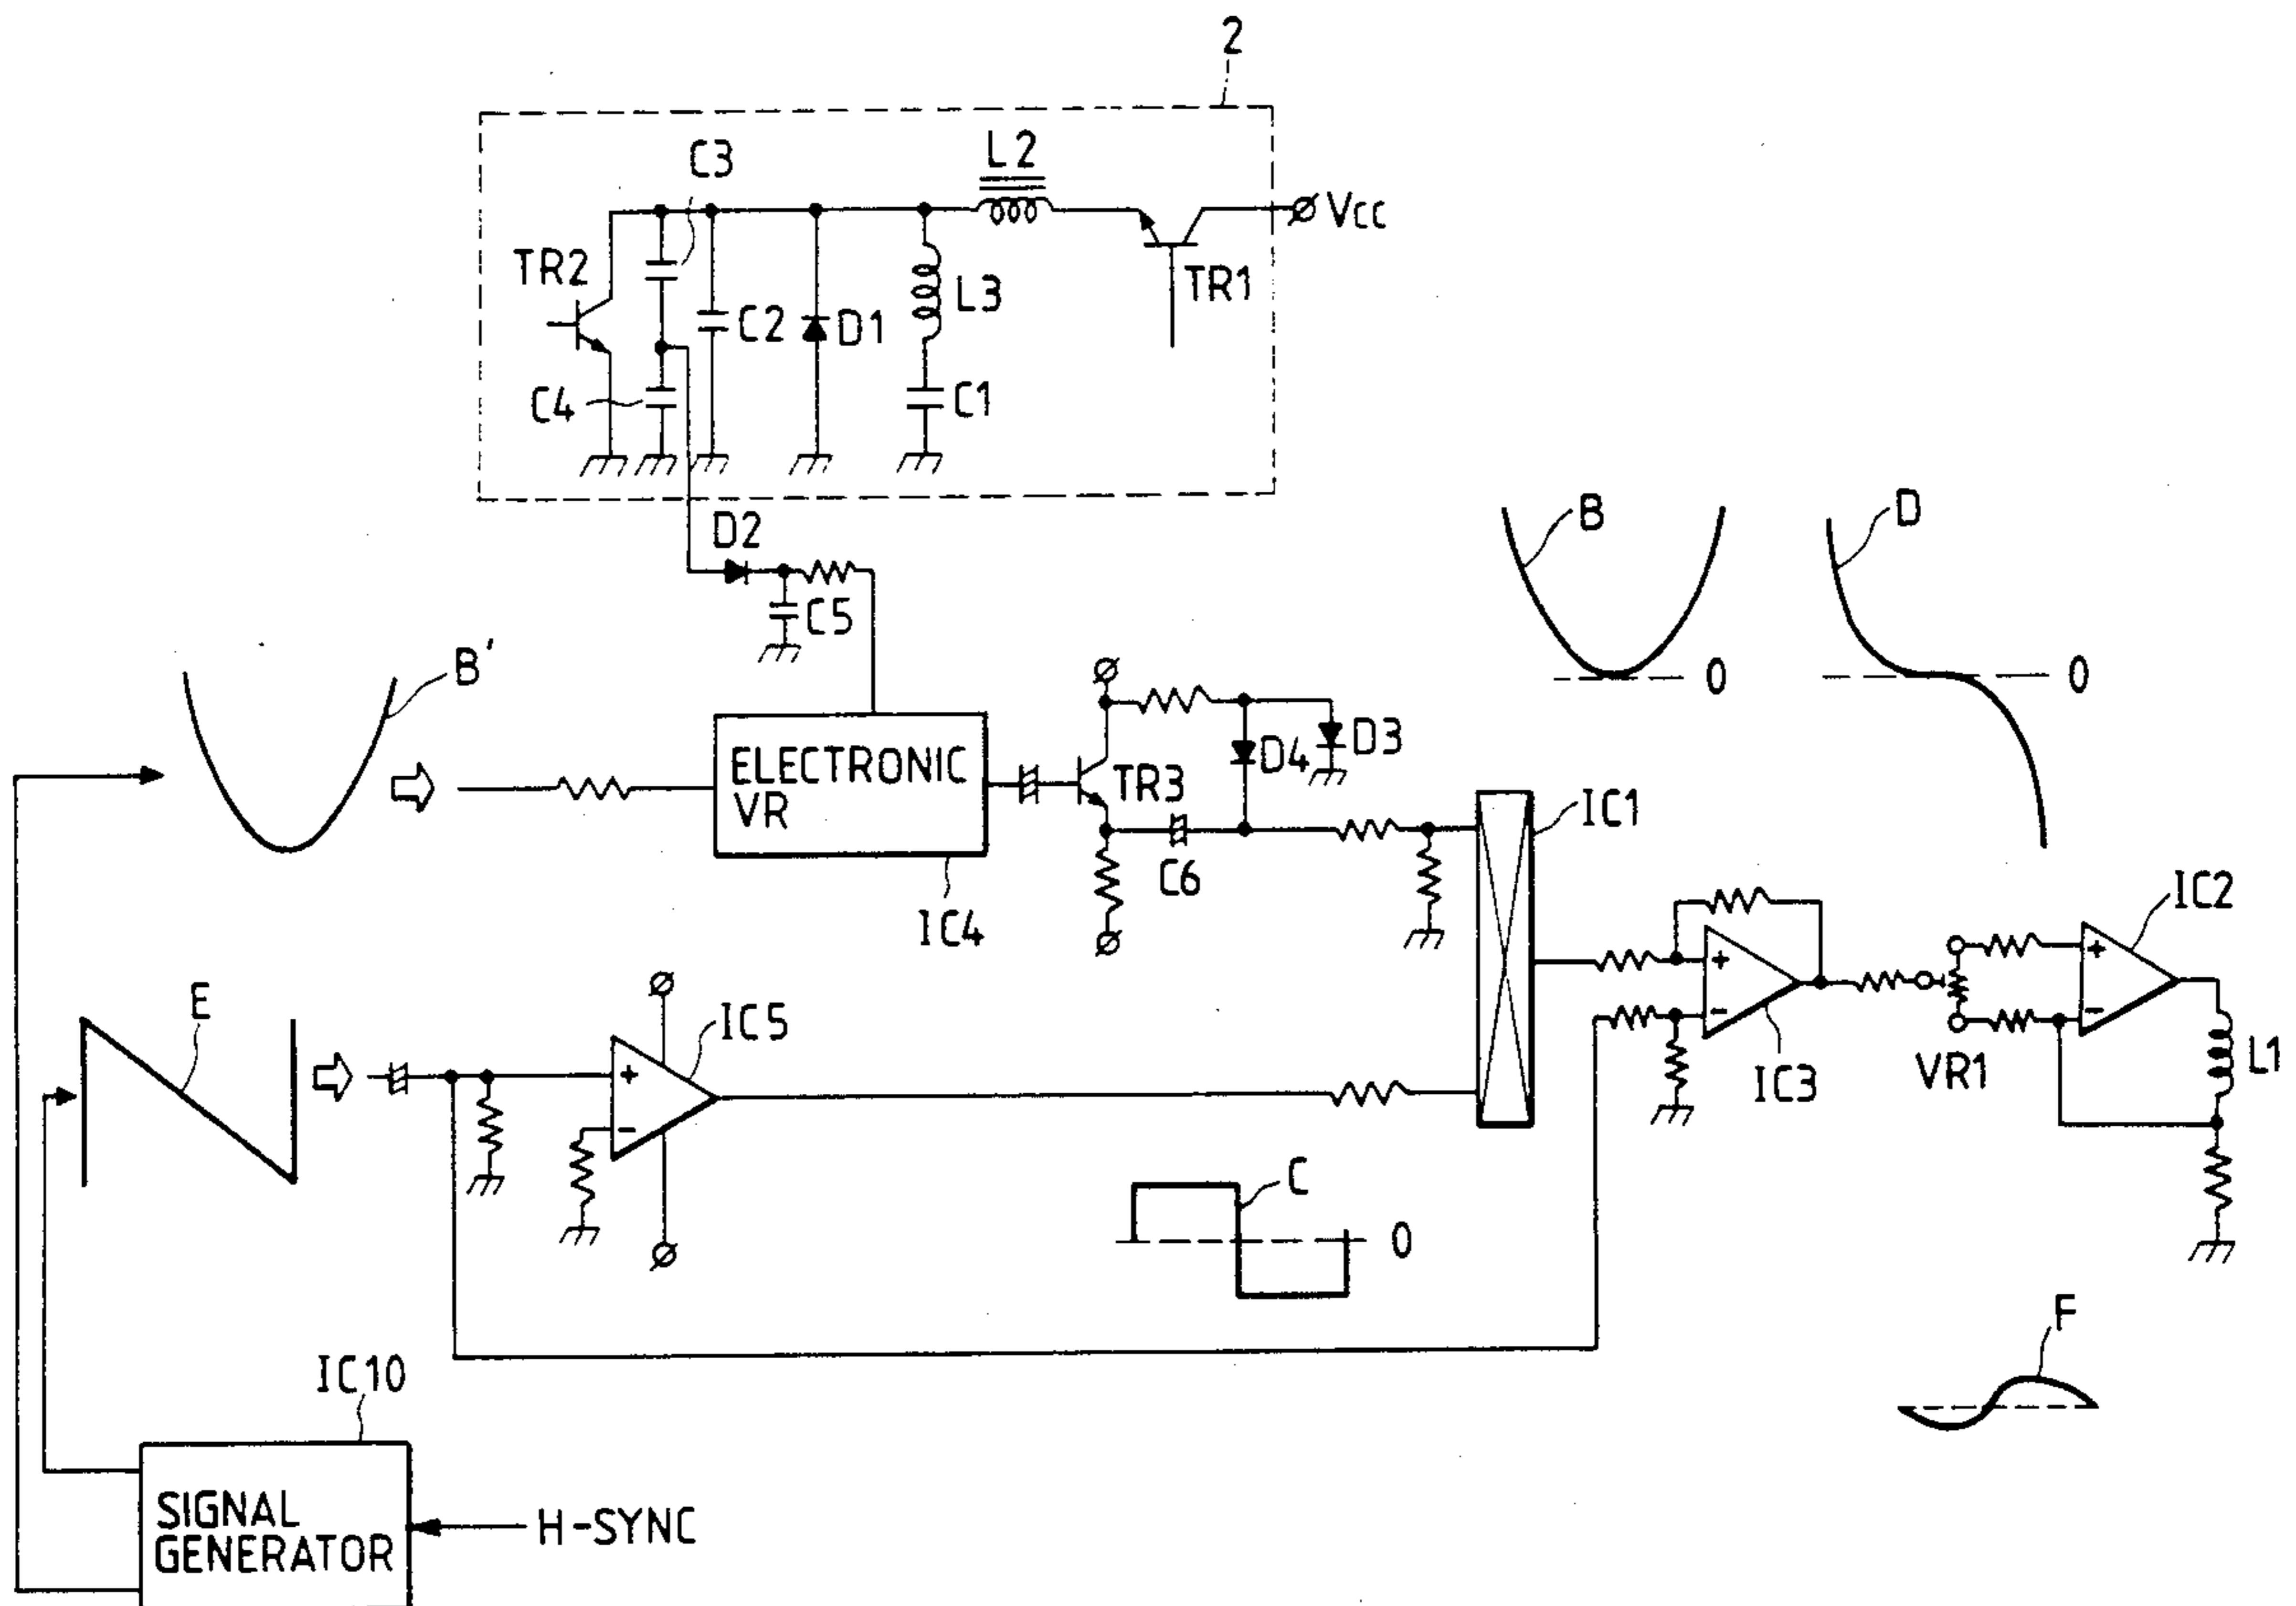 2
C3
L2
VCC
TR2
L3
TR1
C2
D1
C4
C1
D2
C5
B
D
0
0
B'
ELECTRONIC
VR
TR3
D4
D3
C6
IC1
IC4
IC2
E
IC5
IC3
VR1
L1
+
-
+
-
+
-
C
0
F
IC10
SIGNAL
GENERATOR
H-SYNC